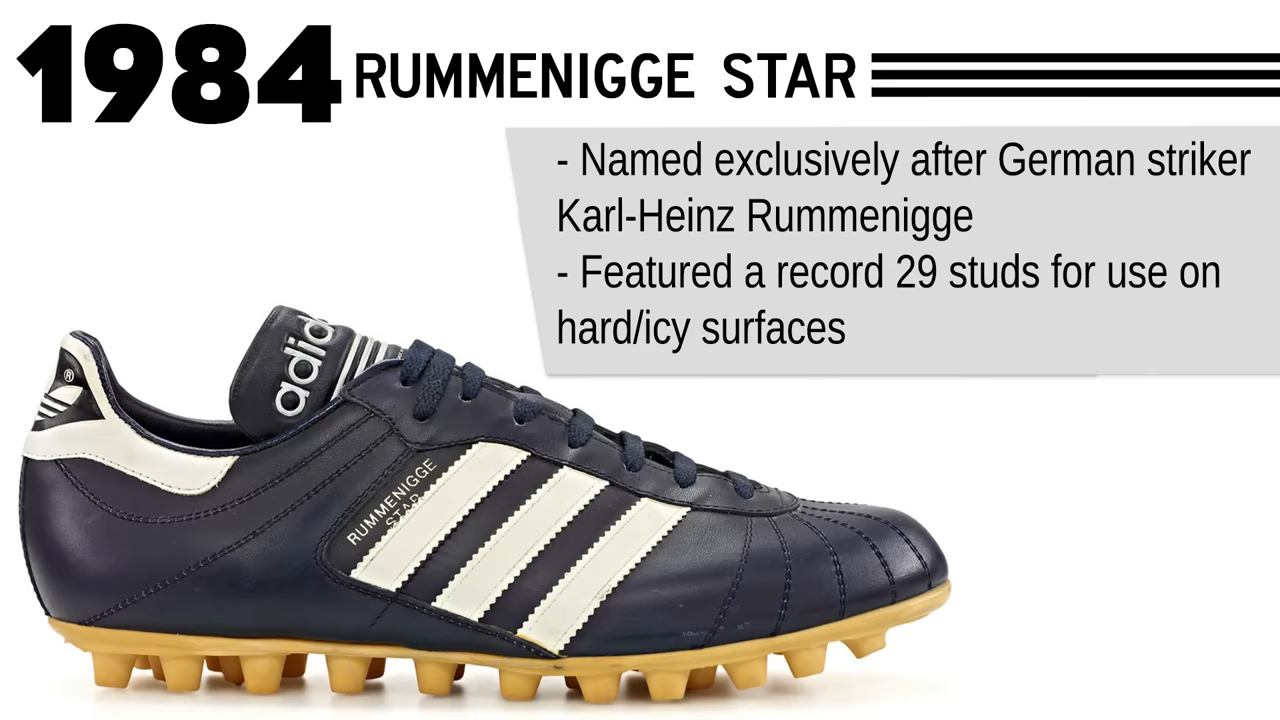 1984 RUMMENIGGE STAR
- Named exclusively after German striker
Karl-Heinz Rummenigge
- Featured a record 29 studs for use on
hard/icy surfaces
adid
®
RUMMENIGGE
STAR